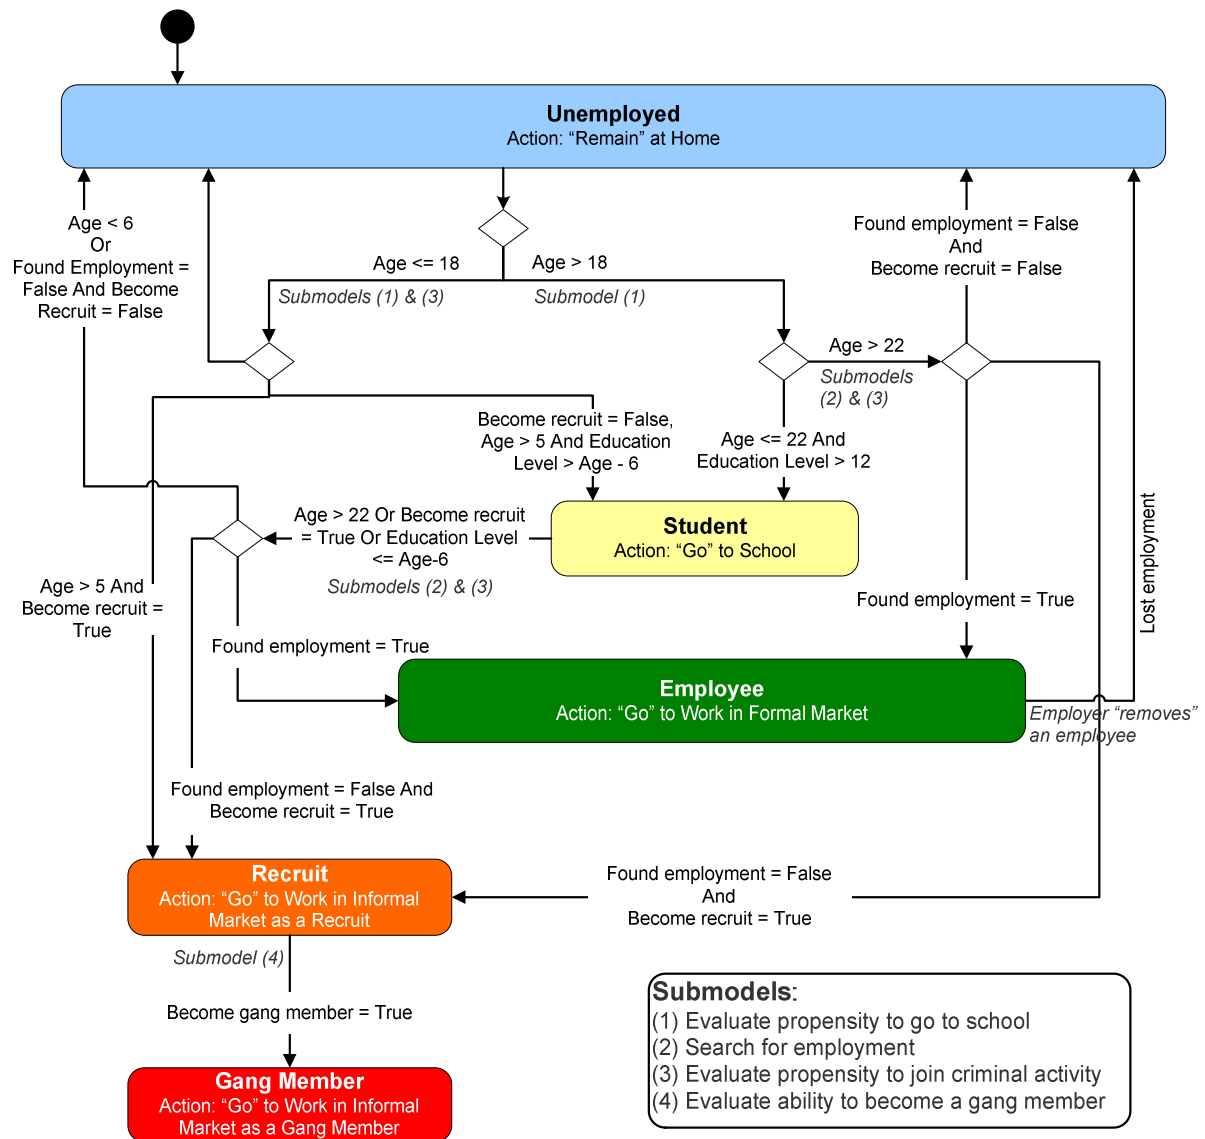 Unemployed
Action: “Remain” at Home
Age < 6
Or
Found Employment =
False And Become
Recruit = False
Age <= 18
Submodels (1) & (3)
Age > 18
Submodel (1)
Found employment = False
And
Become recruit = False
Age > 22
Submodels
(2) & (3)
Become recruit = False,
Age > 5 And Education
Level > Age - 6
Age <= 22 And
Education Level > 12
Student
Action: “Go” to School
Age > 22 Or Become recruit
= True Or Education Level
<= Age-6
Submodels (2) & (3)
Age > 5 And
Become recruit =
True
Found employment = True
Found employment = True
Lost employment
Employee
Action: “Go” to Work in Formal Market
Employer “removes”
an employee
Found employment = False And
Become recruit = True
Recruit
Action: “Go” to Work in Informal
Market as a Recruit
Found employment = False
And
Become recruit = True
Submodel (4)
Become gang member = True
Gang Member
Action: “Go” to Work in Informal
Market as a Gang Member
Submodels:
(1) Evaluate propensity to go to school
(2) Search for employment
(3) Evaluate propensity to join criminal activity
(4) Evaluate ability to become a gang member